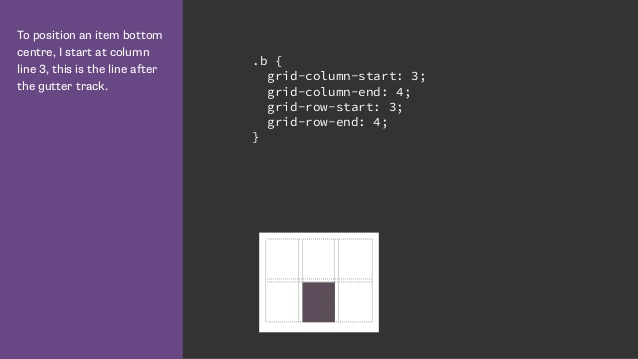 To position an item bottom
centre, I start at column
line 3, this is the line after
the gutter track.
.b {
grid-column-start: 3;
grid-column-end: 4;
grid-row-start: 3;
grid-row-end: 4;
}